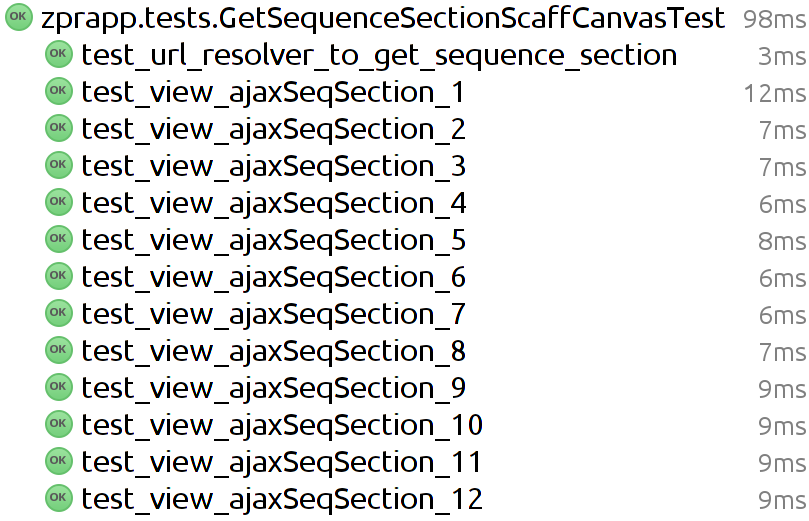 OK zprapp.tests.GetSequenceSectionScaffCanvasTest 98ms
OK test_url_resolver_to_get_sequence_section 3ms
OK test_view_ajaxSeqSection_1 12ms
OK test_view_ajaxSeqSection_2 7ms
OK test_view_ajaxSeqSection_3 7ms
OK test_view_ajaxSeqSection_4 6ms
OK test_view_ajaxSeqSection_5 8ms
OK test_view_ajaxSeqSection_6 6ms
OK test_view_ajaxSeqSection_7 6ms
OK test_view_ajaxSeqSection_8 7ms
OK test_view_ajaxSeqSection_9 9ms
OK test_view_ajaxSeqSection_10 9ms
OK test_view_ajaxSeqSection_11 9ms
OK test_view_ajaxSeqSection_12 9ms